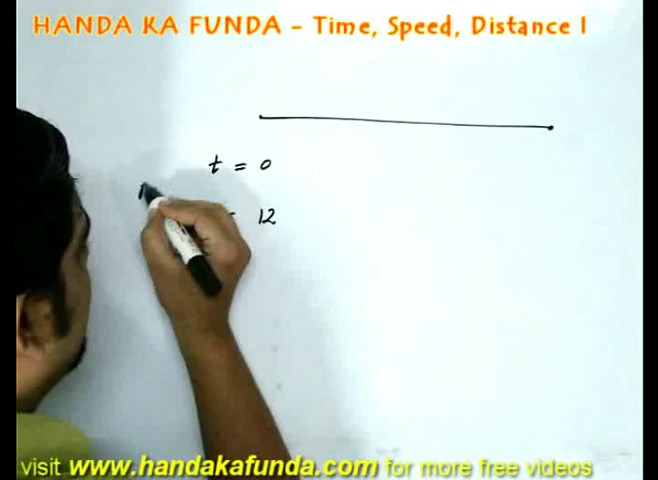 HANDA KA FUNDA - Time, Speed, Distance I
t = 0
= 12
visit www.handakafunda.com for more free videos